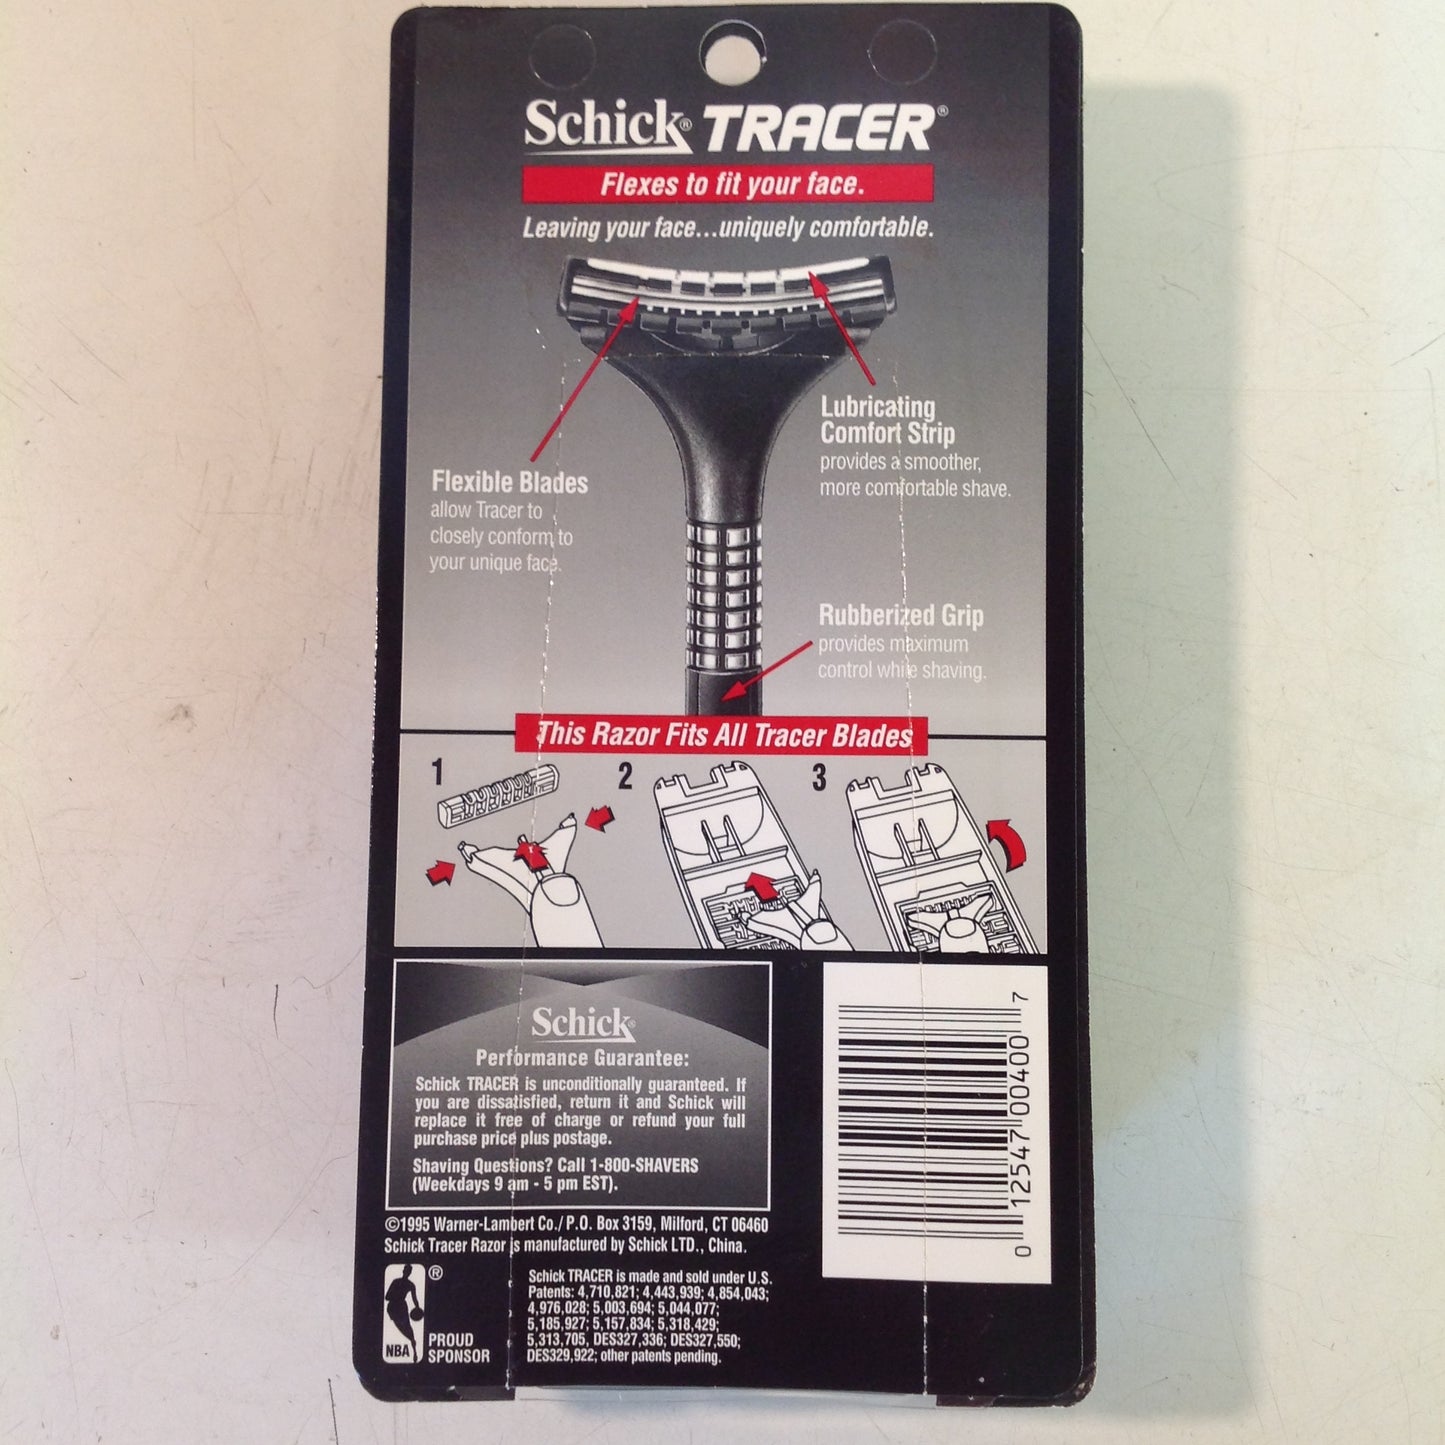 Schick® TRACER®
Flexes to fit your face.
Leaving your face...uniquely comfortable.
Lubricating
Comfort Strip
provides a smoother,
more comfortable shave.
Flexible Blades
allow Tracer to
closely conform to
your unique face.
Rubberized Grip
provides maximum
control while shaving.
This Razor Fits All Tracer Blades
1
2
3
Schick®
Performance Guarantee:
Schick TRACER is unconditionally guaranteed. If
you are dissatisfied, return it and Schick will
replace it free of charge or refund your full
purchase price plus postage.
Shaving Questions? Call 1-800-SHAVERS
(Weekdays 9 am - 5 pm EST).
0 12547 00400 7
©1995 Warner-Lambert Co./P.O. Box 3159, Milford, CT 06460
Schick Tracer Razor is manufactured by Schick LTD., China.
NBA ®
PROUD
SPONSOR
Schick TRACER is made and sold under U.S.
Patents: 4,710,821; 4,443,939; 4,854,043;
4,976,028; 5,003,694; 5,044,077;
5,185,927; 5,157,834; 5,318,429;
5,313,705, DES327,336; DES327,550;
DES329,922; other patents pending.